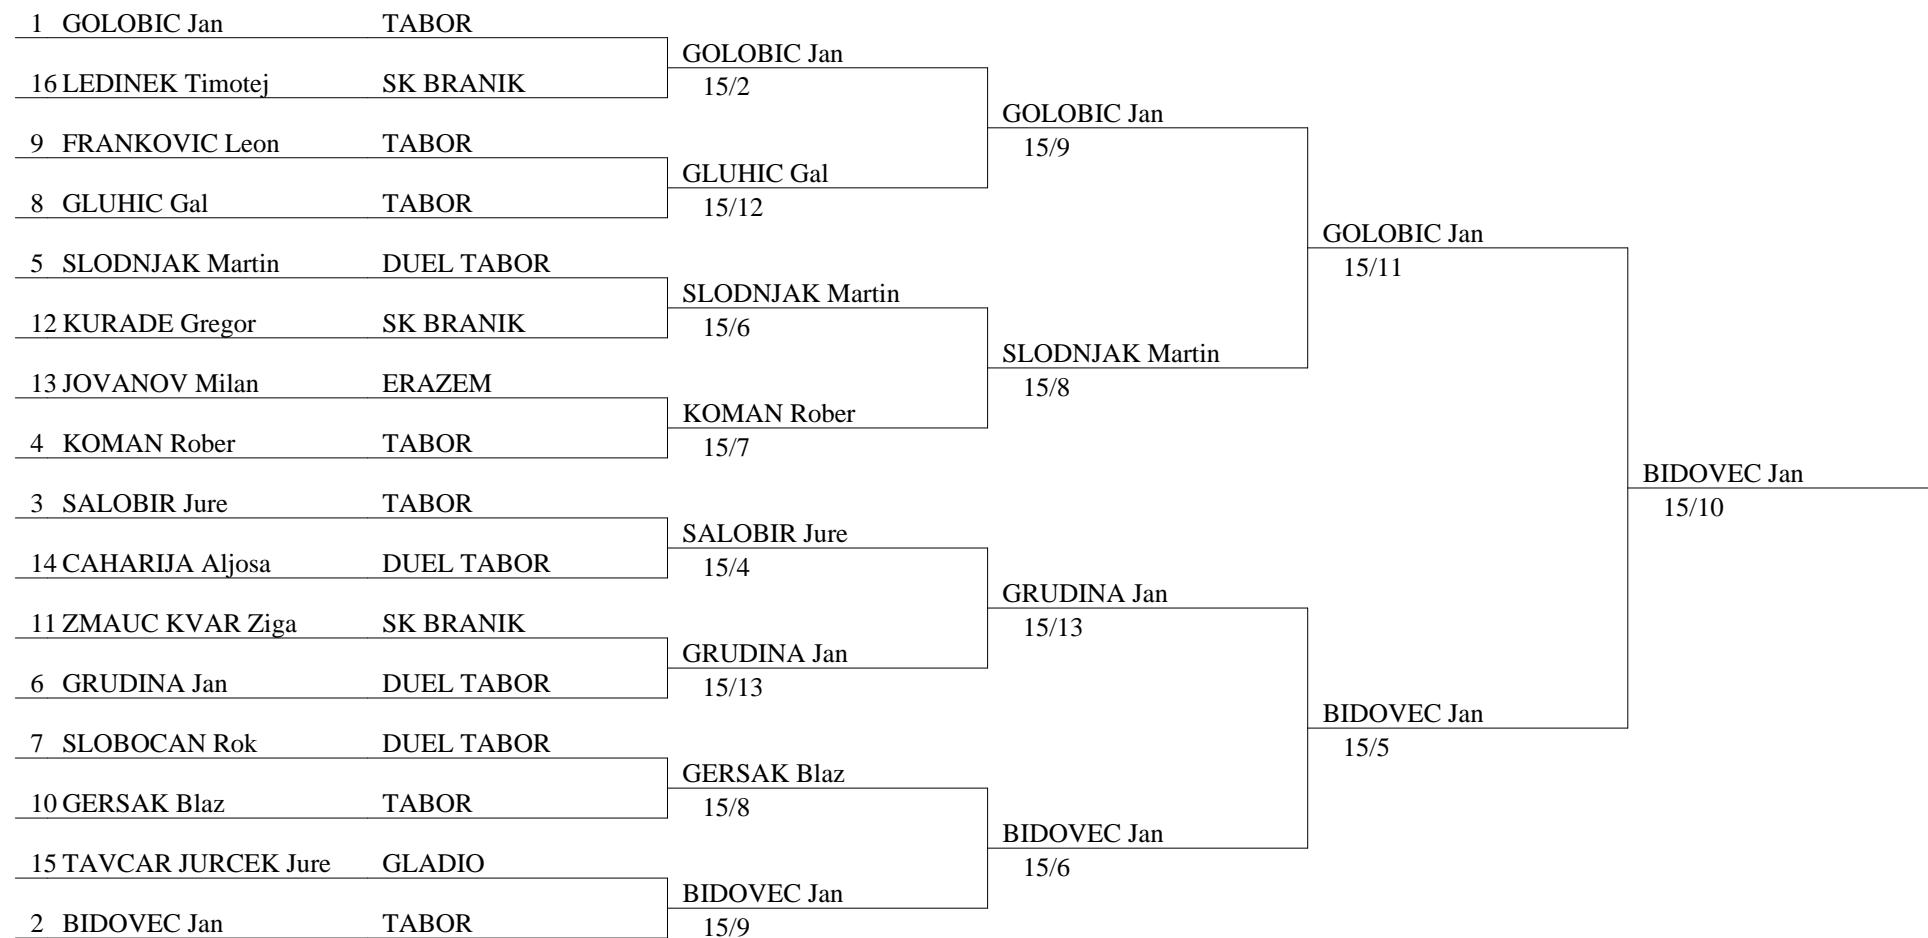 1 GOLOBIC Jan TABOR
GOLOBIC Jan
16 LEDINEK Timotej SK BRANIK 15/2
GOLOBIC Jan
9 FRANKOVIC Leon TABOR 15/9
GLUHIC Gal
8 GLUHIC Gal TABOR 15/12
GOLOBIC Jan
5 SLODNJAK Martin DUEL TABOR 15/11
SLODNJAK Martin
12 KURADE Gregor SK BRANIK 15/6
SLODNJAK Martin
13 JOVANOV Milan ERAZEM 15/8
KOMAN Rober
4 KOMAN Rober TABOR 15/7
BIDOVEC Jan
3 SALOBIR Jure TABOR 15/10
SALOBIR Jure
14 CAHARIJA Aljosa DUEL TABOR 15/4
GRUDINA Jan
11 ZMAUC KVAR Ziga SK BRANIK 15/13
GRUDINA Jan
6 GRUDINA Jan DUEL TABOR 15/13
BIDOVEC Jan
7 SLOBOCAN Rok DUEL TABOR 15/5
GERSAK Blaz
10 GERSAK Blaz TABOR 15/8
BIDOVEC Jan
15 TAVCAR JURCEK Jure GLADIO 15/6
BIDOVEC Jan
2 BIDOVEC Jan TABOR 15/9